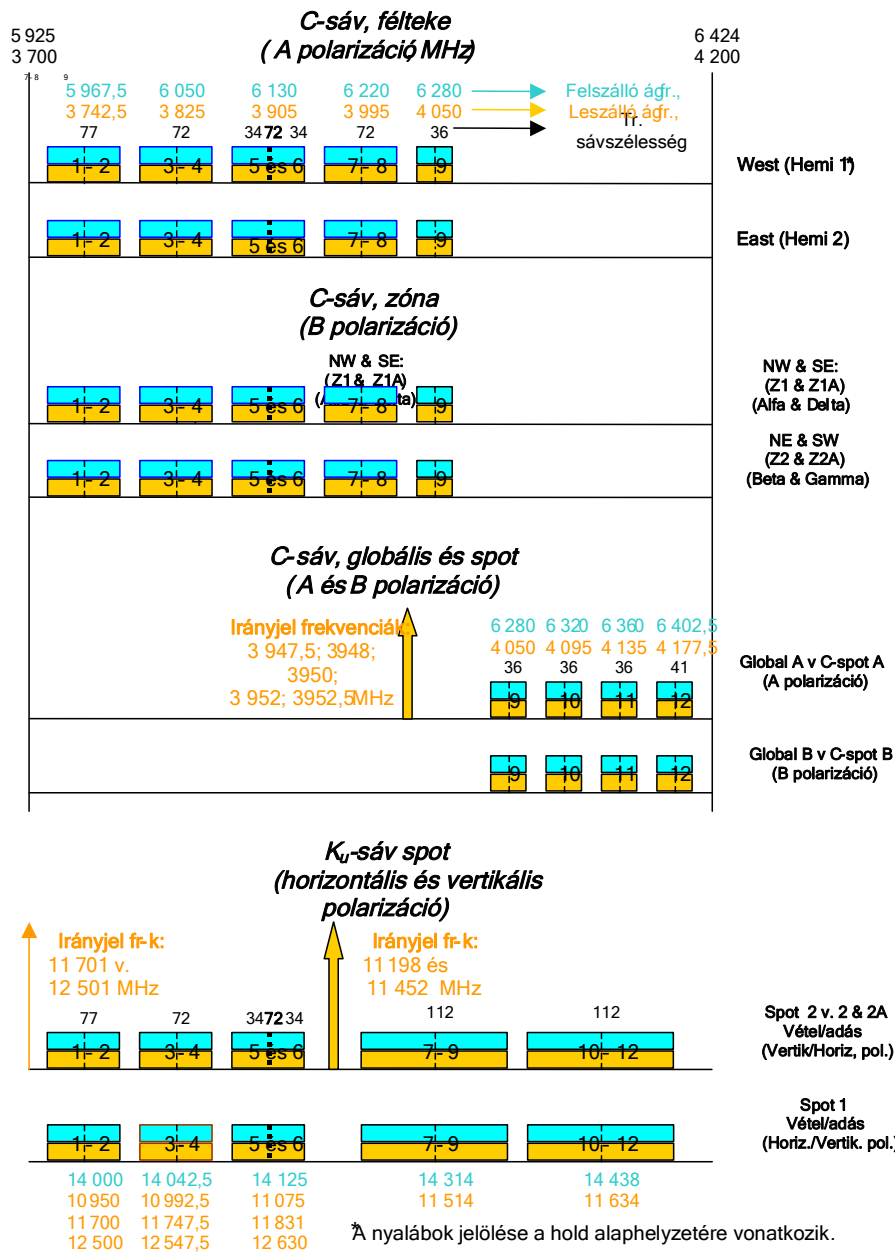 C-sáv, félteke
( A polarizáció, MHz)
5 925
3 700
6 424
4 200
7- 8 9
5 967,5 6 050 6 130 6 220 6 280 Felszálló ágfr.,
3 742,5 3 825 3 905 3 995 4 050 Leszálló ágfr.,
77 72 34 72 34 72 36 Tr.
sávszélesség
1 - 2 3 - 4 5 és 6 7 - 8 9
West (Hemi 1*)
1 - 2 3 - 4 5 és 6 7 - 8 9
East (Hemi 2)
C-sáv, zóna
(B polarizáció)
NW & SE:
(Z1 & Z1A)
1 - 2 3 - 4 5 és 6 7 - 8 9
NW & SE:
(Z1 & Z1A)
(Alfa & Delta)
1 - 2 3 - 4 5 és 6 7 - 8 9
NE & SW
(Z2 & Z2A)
(Beta & Gamma)
C-sáv, globális és spot
(A és B polarizáció)
Irányjel frekvenciák:
3 947,5; 3948;
3950;
3 952; 3952,5MHz
6 280 6 320 6 360 6 402,5
4 050 4 095 4 135 4 177,5
36 36 36 41
9 10 11 12
Global A v C-spot A
(A polarizáció)
9 10 11 12
Global B v C-spot B
(B polarizáció)
Ku-sáv spot
(horizontális és vertikális
polarizáció)
Irányjel fr-k:
11 701 v.
12 501 MHz
Irányjel fr-k:
11 198 és
11 452 MHz
77 72 34 72 34 112 112
1 - 2 3 - 4 5 és 6 7 - 9 10 - 12
Spot 2 v. 2 & 2A
Vétel/adás
(Vertik/Horiz, pol.)
1 - 2 3 - 4 5 és 6 7 - 9 10 - 12
Spot 1
Vétel/adás
(Horiz./Vertik. pol.)
14 000 14 042,5 14 125 14 314 14 438
10 950 10 992,5 11 075 11 514 11 634
11 700 11 747,5 11 831
12 500 12 547,5 12 630
*A nyalábok jelölése a hold alaphelyzetére vonatkozik.